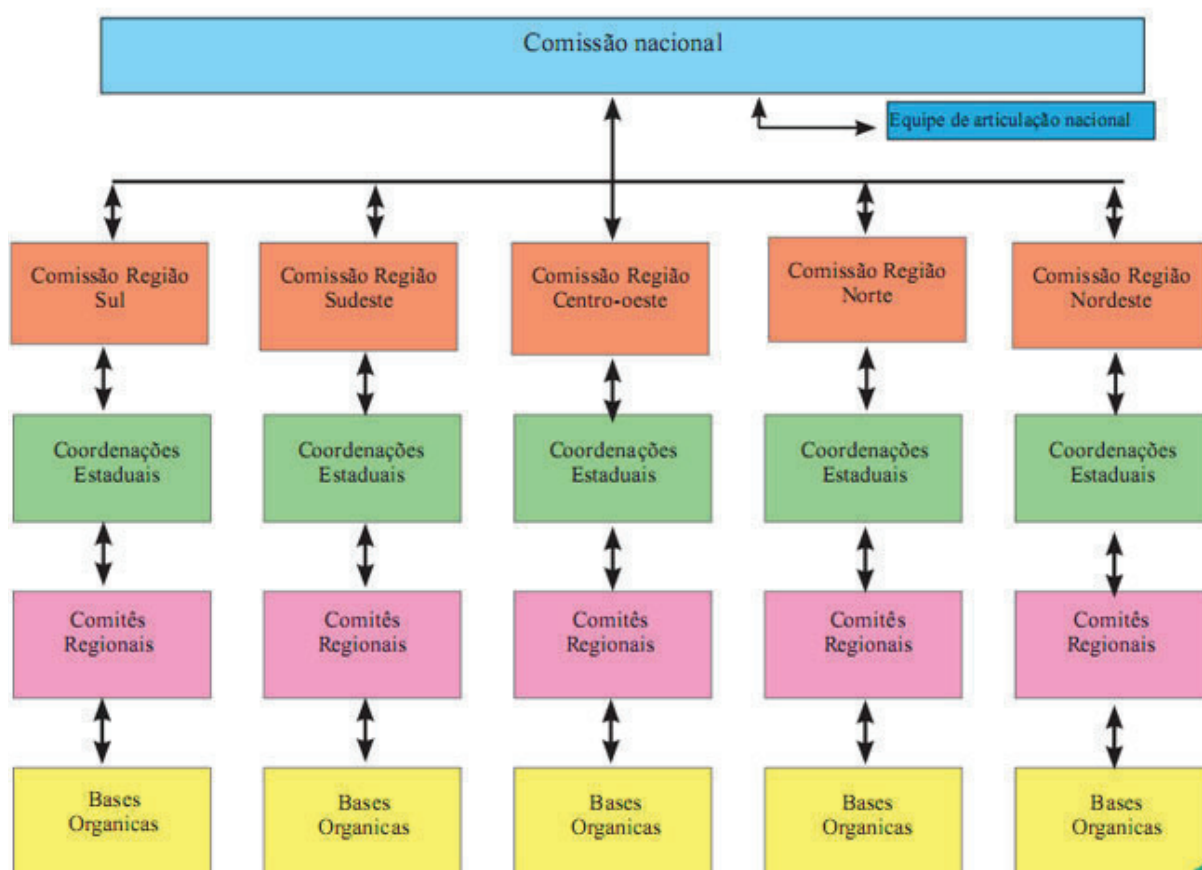 Comissão nacional
Equipe de articulação nacional
Comissão Região
Sul
Comissão Região
Sudeste
Comissão Região
Centro-oeste
Comissão Região
Norte
Comissão Região
Nordeste
Coordenações
Estaduais
Coordenações
Estaduais
Coordenações
Estaduais
Coordenações
Estaduais
Coordenações
Estaduais
Comitês
Regionais
Comitês
Regionais
Comitês
Regionais
Comitês
Regionais
Comitês
Regionais
Bases
Organicas
Bases
Organicas
Bases
Organicas
Bases
Organicas
Bases
Organicas